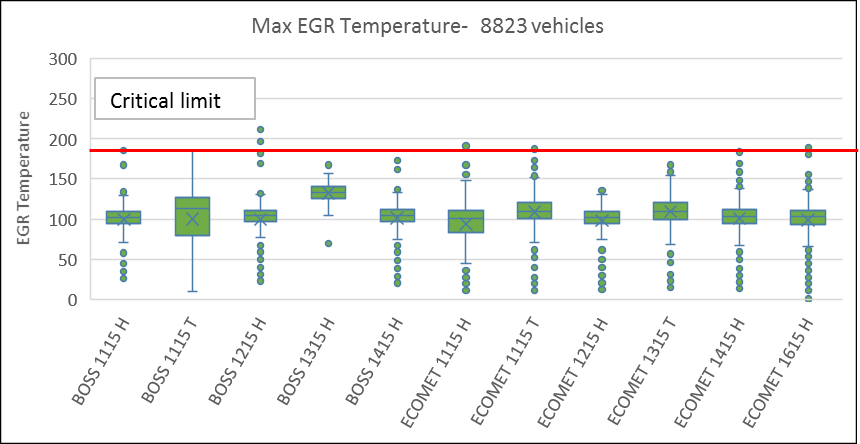 Max EGR Temperature- 8823 vehicles
EGR Temperature
300
250
200
150
100
50
0
Critical limit
BOSS 1115 H
BOSS 1115 T
BOSS 1215 H
BOSS 1315 H
BOSS 1415 H
ECOMET 1115 H
ECOMET 1115 T
ECOMET 1215 H
ECOMET 1315 T
ECOMET 1415 H
ECOMET 1615 H